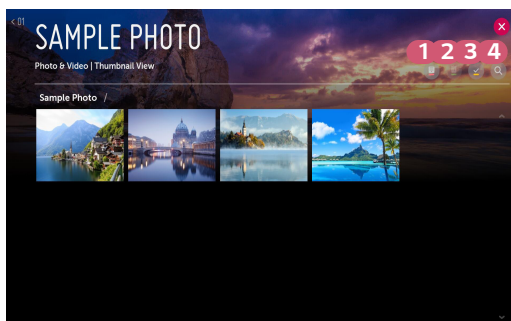 < 01
SAMPLE PHOTO
1 2 3 4
Photo & Video | Thumbnail View
Sample Photo /